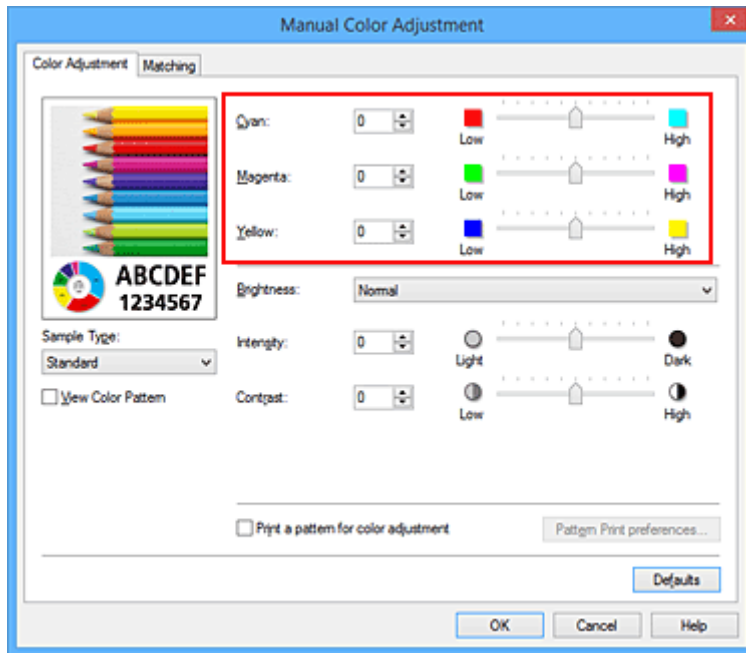 Manual Color Adjustment
Color Adjustment
Matching
Cyan:
0
Low
High
Magenta:
0
Low
High
Yellow:
0
Low
High
ABCDEF
1234567
Brightness:
Normal
Sample Type:
Standard
Intensity:
0
Light
Dark
View Color Pattern
Contrast:
0
Low
High
Print a pattern for color adjustment
Pattern Print preferences...
Defaults
OK
Cancel
Help